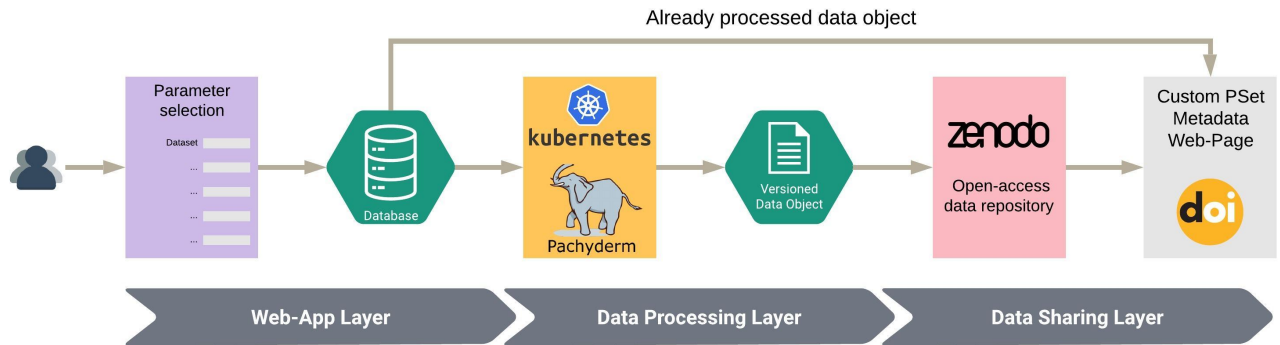 Already processed data object
Parameter
selection
Dataset
...
...
...
...
Database
kubernetes
Pachyderm
Versioned
Data Object
zenodo
Open-access
data repository
Custom PSet
Metadata
Web-Page
doi
Web-App Layer
Data Processing Layer
Data Sharing Layer